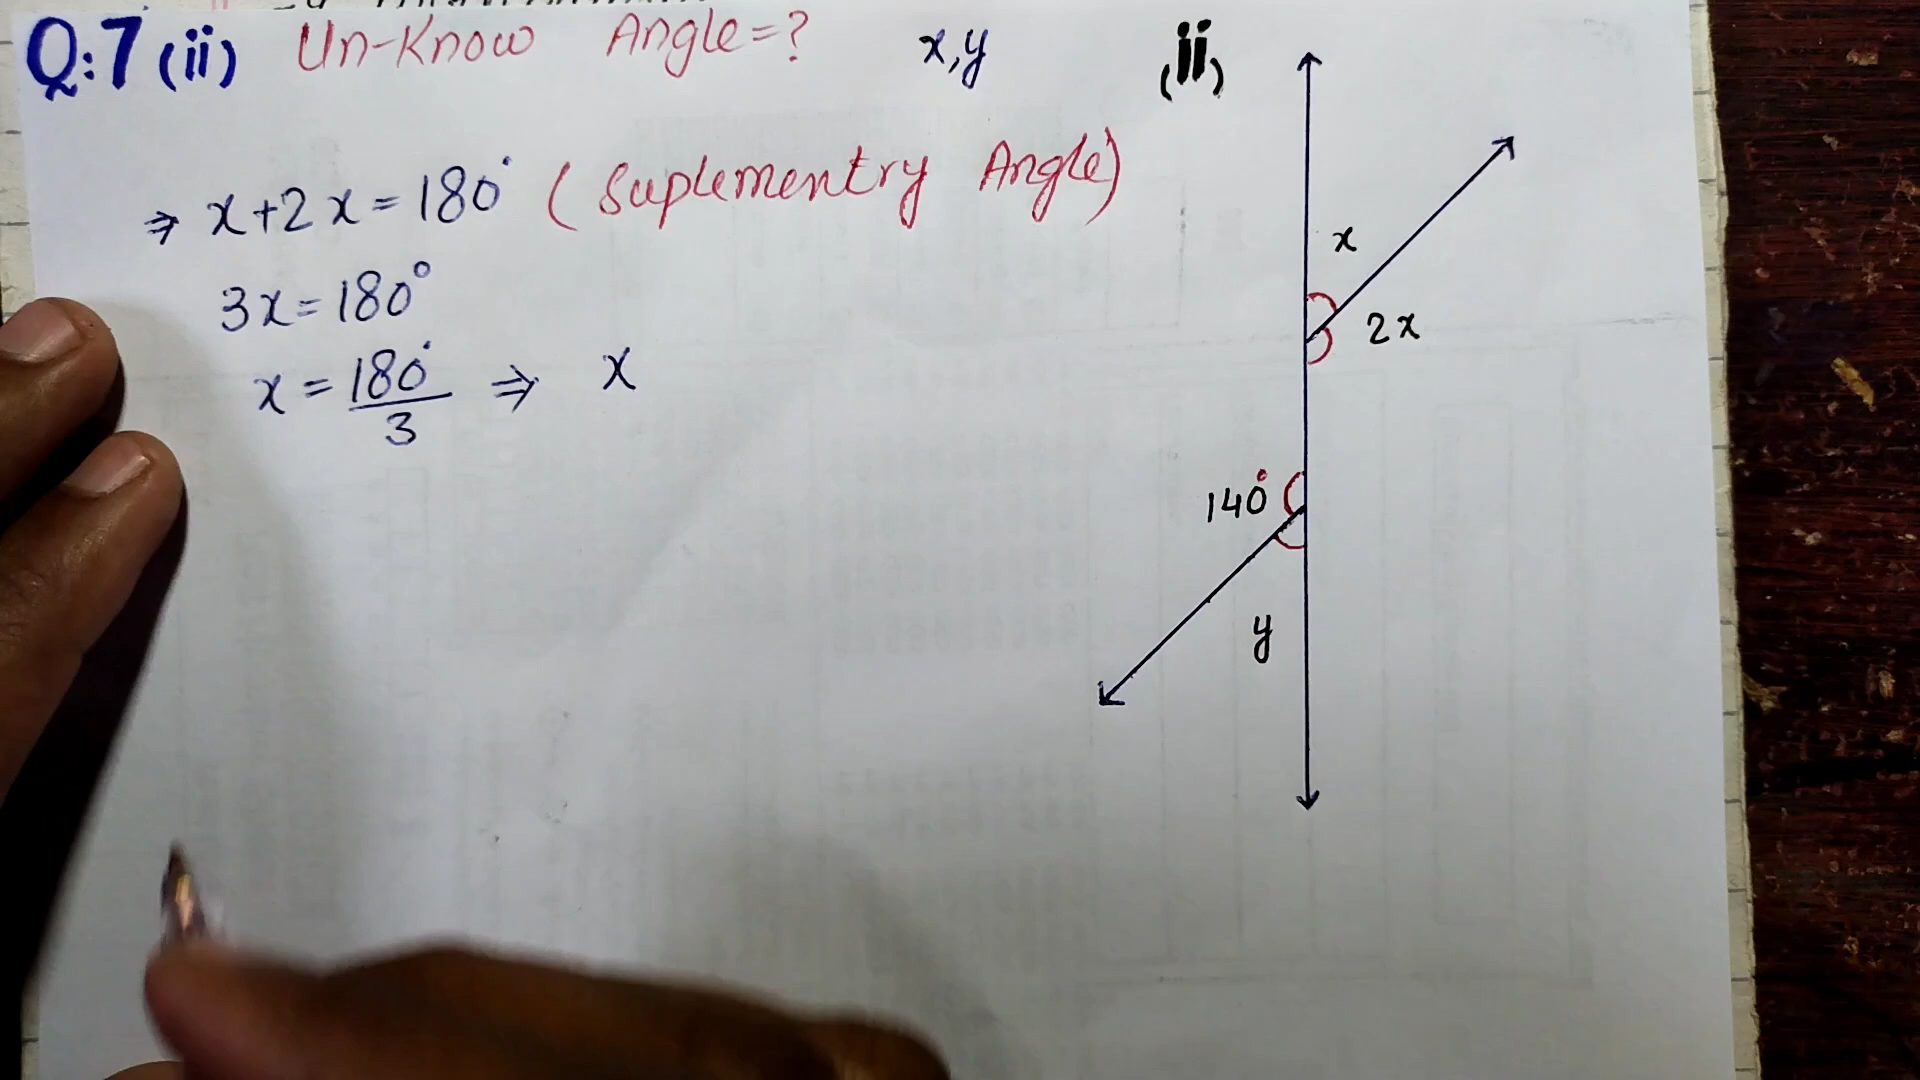 Q:7 (ii) Un-Know Angle=? x,y (ii)
⇒ x+2x=180° (Suplementry Angle)
3x=180°
x=180°/3 ⇒ x
x
2x
140°
y